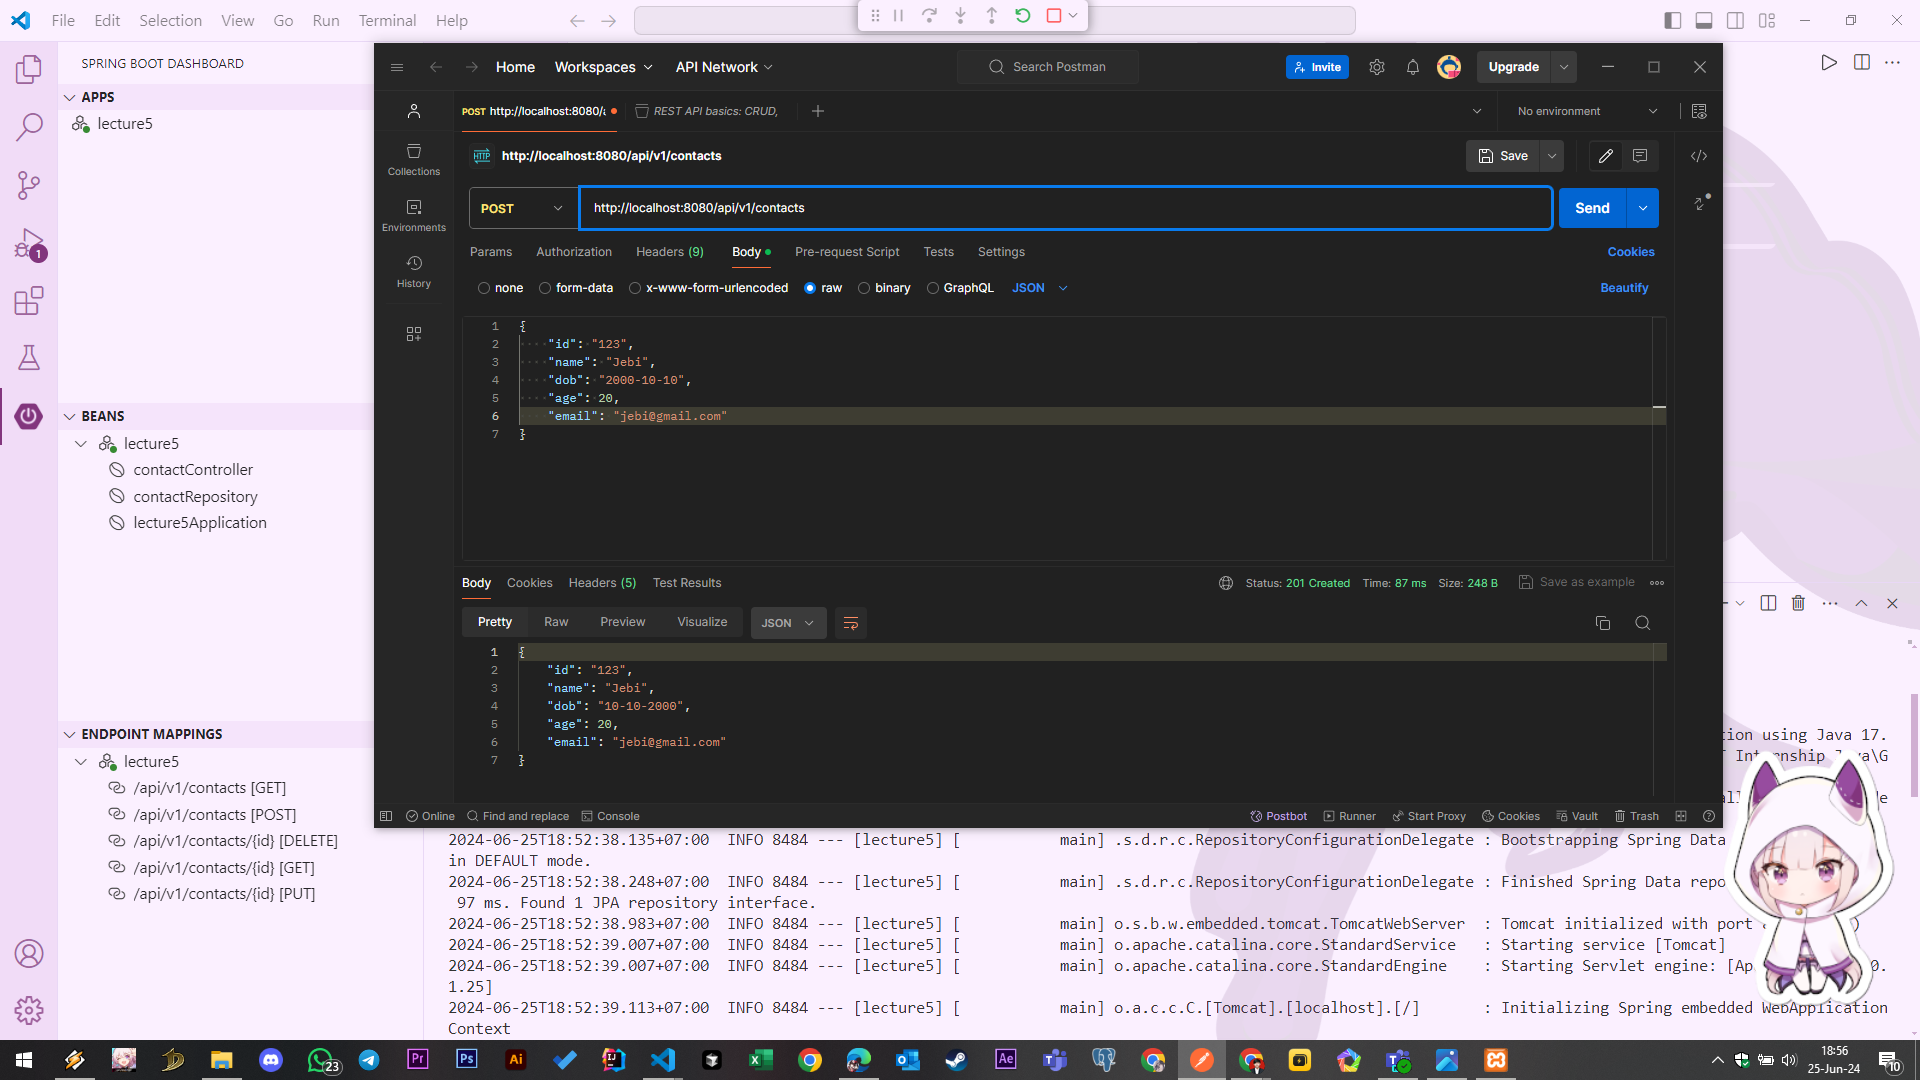 File Edit Selection View Go Run Terminal Help
SPRING BOOT DASHBOARD
APPS
lecture5
BEANS
lecture5
contactController
contactRepository
lecture5Application
ENDPOINT MAPPINGS
lecture5
/api/v1/contacts [GET]
/api/v1/contacts [POST]
/api/v1/contacts/{id} [DELETE]
/api/v1/contacts/{id} [GET]
/api/v1/contacts/{id} [PUT]
1
Home Workspaces API Network Search Postman Invite Upgrade
POST http://localhost:8080/a REST API basics: CRUD, No environment
HTTP http://localhost:8080/api/v1/contacts Save
Collections
Environments
History
POST http://localhost:8080/api/v1/contacts Send
Params Authorization Headers (9) Body Pre-request Script Tests Settings Cookies
none form-data x-www-form-urlencoded raw binary GraphQL JSON Beautify
1 {
2 "id": "123",
3 "name": "Jebi",
4 "dob": "2000-10-10",
5 "age": 20,
6 "email": "jebi@gmail.com"
7 }
Body Cookies Headers (5) Test Results Status: 201 Created Time: 87 ms Size: 248 B Save as example
Pretty Raw Preview Visualize JSON
1 {
2 "id": "123",
3 "name": "Jebi",
4 "dob": "10-10-2000",
5 "age": 20,
6 "email": "jebi@gmail.com"
7 }
Online Find and replace Console Postbot Runner Start Proxy Cookies Vault Trash
tion using Java 17.
T Internship Java\G
2024-06-25T18:52:38.135+07:00 INFO 8484 --- [lecture5] [ main] .s.d.r.c.RepositoryConfigurationDelegate : Bootstrapping Spring Data
in DEFAULT mode.
2024-06-25T18:52:38.248+07:00 INFO 8484 --- [lecture5] [ main] .s.d.r.c.RepositoryConfigurationDelegate : Finished Spring Data repo
97 ms. Found 1 JPA repository interface.
2024-06-25T18:52:38.983+07:00 INFO 8484 --- [lecture5] [ main] o.s.b.w.embedded.tomcat.TomcatWebServer : Tomcat initialized with port
2024-06-25T18:52:39.007+07:00 INFO 8484 --- [lecture5] [ main] o.apache.catalina.core.StandardService : Starting service [Tomcat]
2024-06-25T18:52:39.007+07:00 INFO 8484 --- [lecture5] [ main] o.apache.catalina.core.StandardEngine : Starting Servlet engine: [Ap 0.
1.25]
2024-06-25T18:52:39.113+07:00 INFO 8484 --- [lecture5] [ main] o.a.c.c.C.[Tomcat].[localhost].[/] : Initializing Spring embedded WebApplication
Context
23 Pr Ps Ai Ae
18:56
25-Jun-24
10